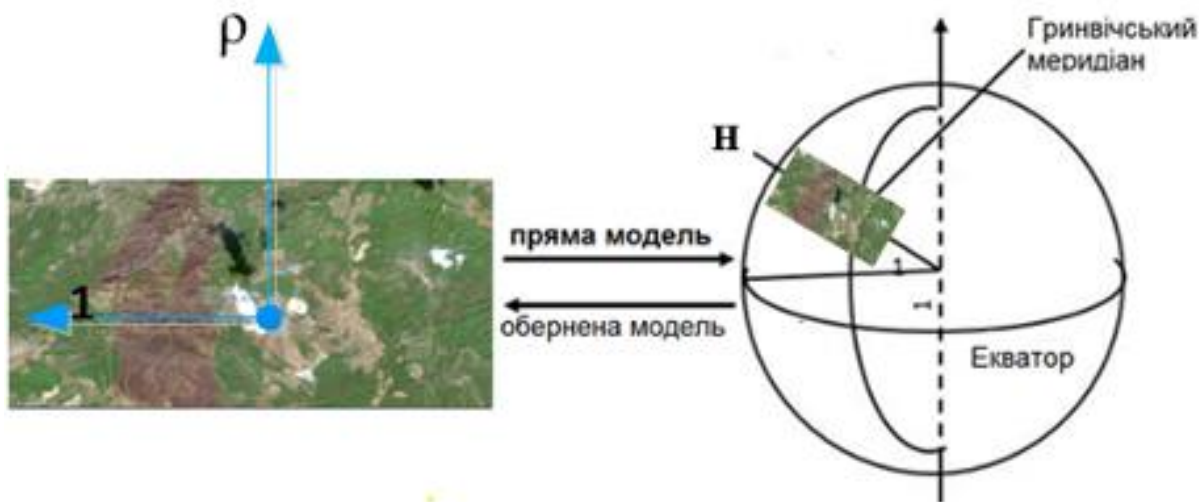 ρ
1
пряма модель
обернена модель
Гринвічський
меридіан
H
1
1
Екватор